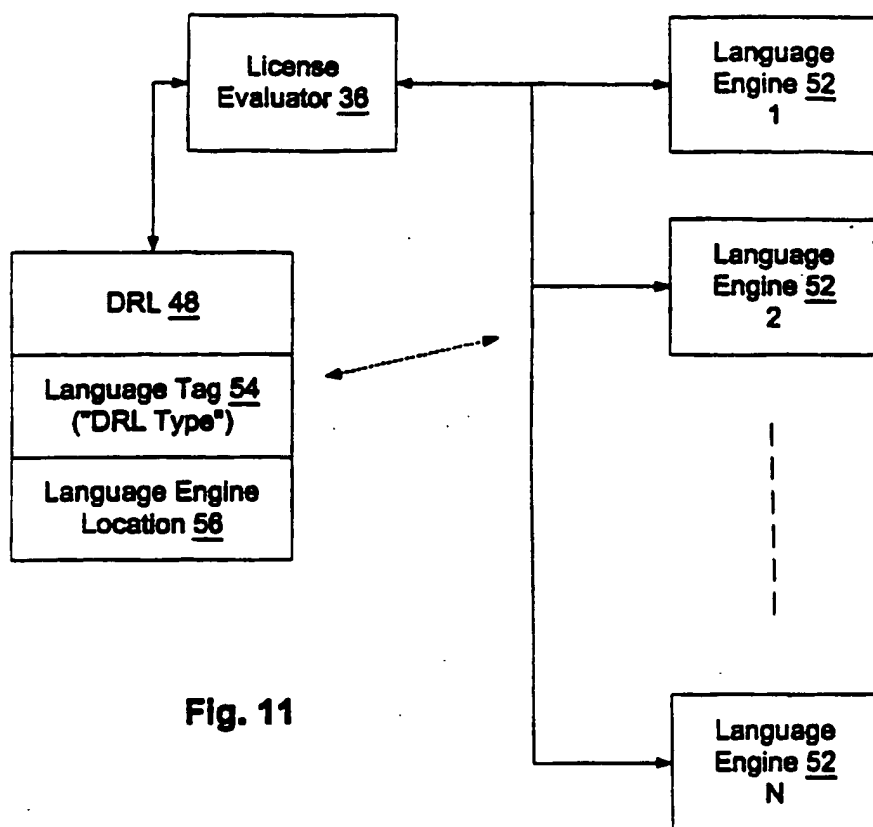 License
Evaluator 36
Language
Engine 52
1
Language
Engine 52
2
DRL 48
Language Tag 54
("DRL Type")
Language Engine
Location 56
Language
Engine 52
N
Fig. 11